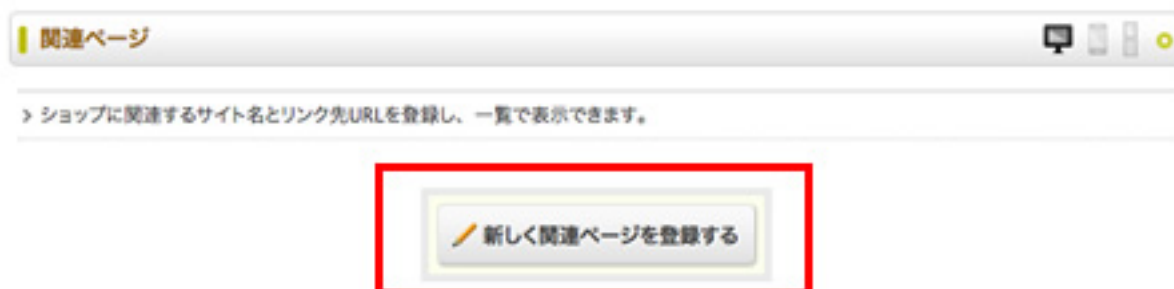 関連ページ
> ショップに関連するサイト名とリンク先URLを登録し、一覧で表示できます。
新しく関連ページを登録する